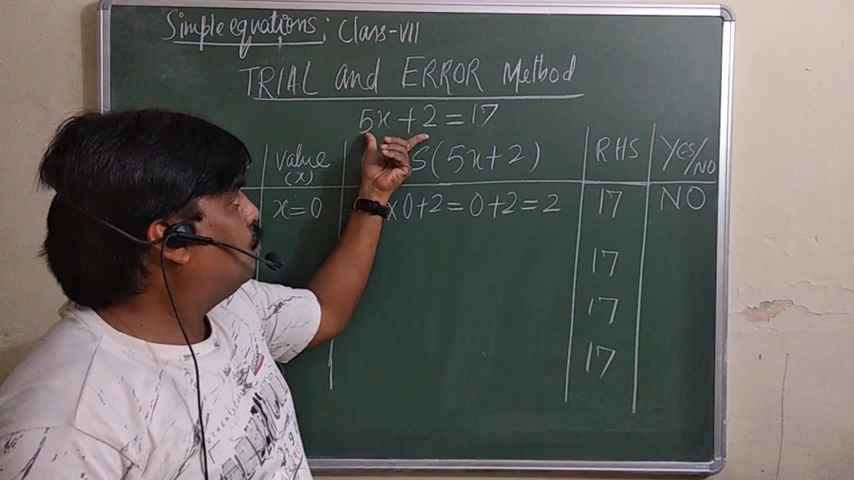 Simple equations: Class-VII
TRIAL and ERROR Method
5x+2=17
value (x) S(5x+2) RHS YES/NO
x=0 x0+2=0+2=2 17 NO
17
17
17